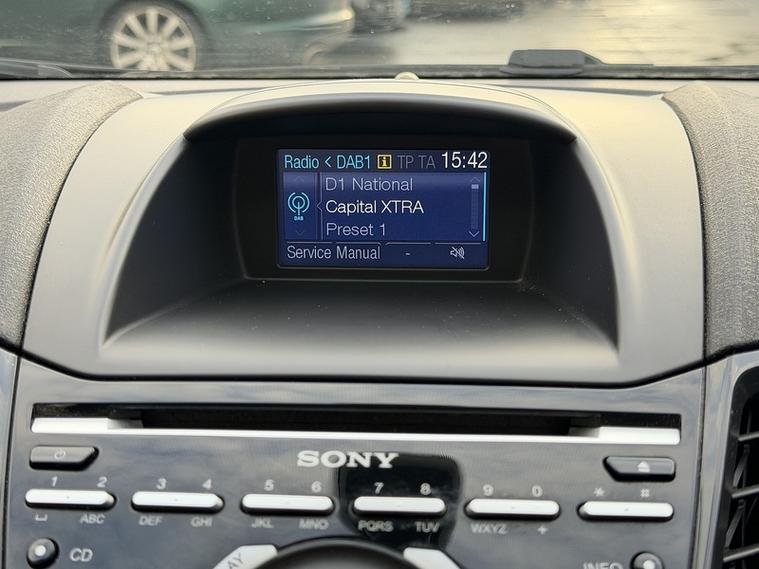 Radio < DAB1 i TP TA 15:42
D1 National
DAB
Capital XTRA
Preset 1
Service Manual -
SONY
1 2 3 4 5 6 7 8 9 0 * #
ABC DEF GHI JKL MNO PQRS TUV WXYZ +
CD INFO